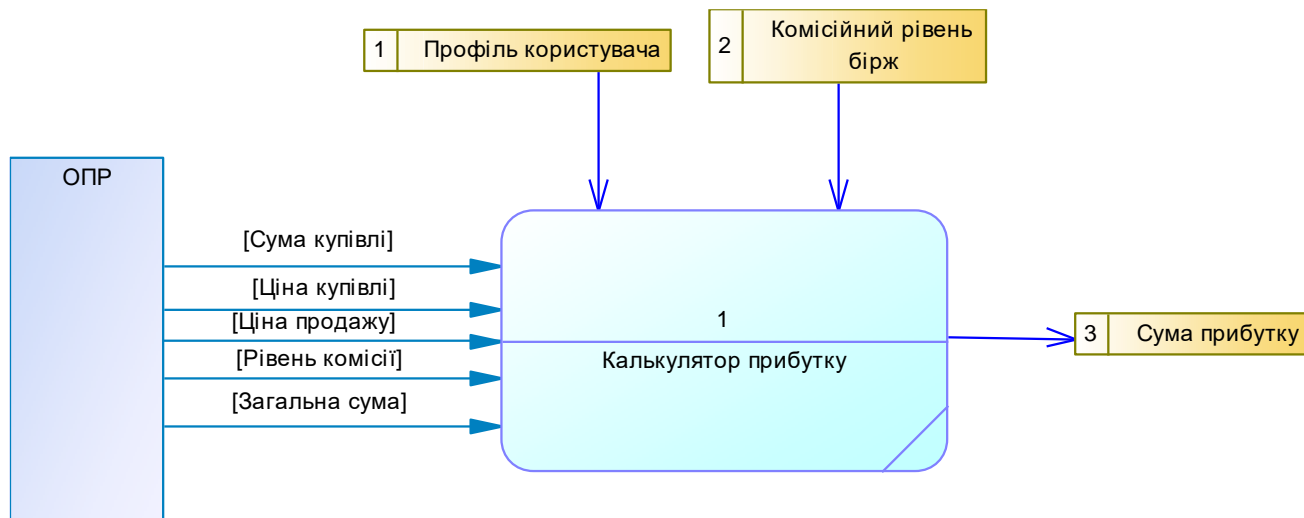 1 Профіль користувача
2 Комісійний рівень
бірж
ОПР
[Сума купівлі]
[Ціна купівлі]
[Ціна продажу]
[Рівень комісії]
[Загальна сума]
1
Калькулятор прибутку
3 Сума прибутку